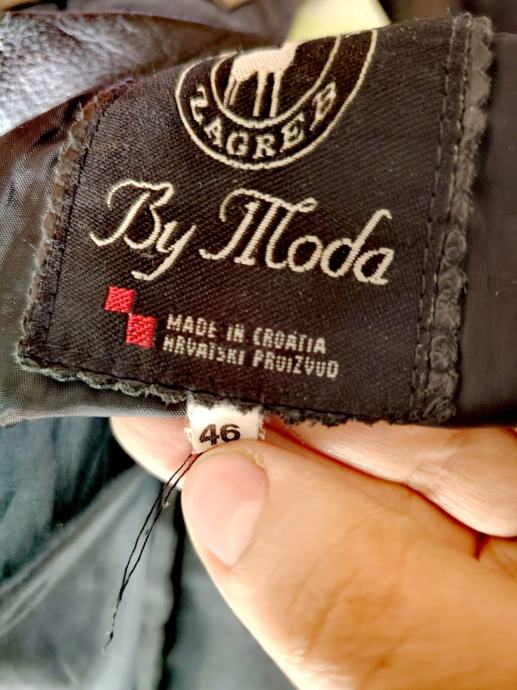 ZAGREB
By Moda
MADE IN CROATIA
HRVATSKI PROIZVOD
46